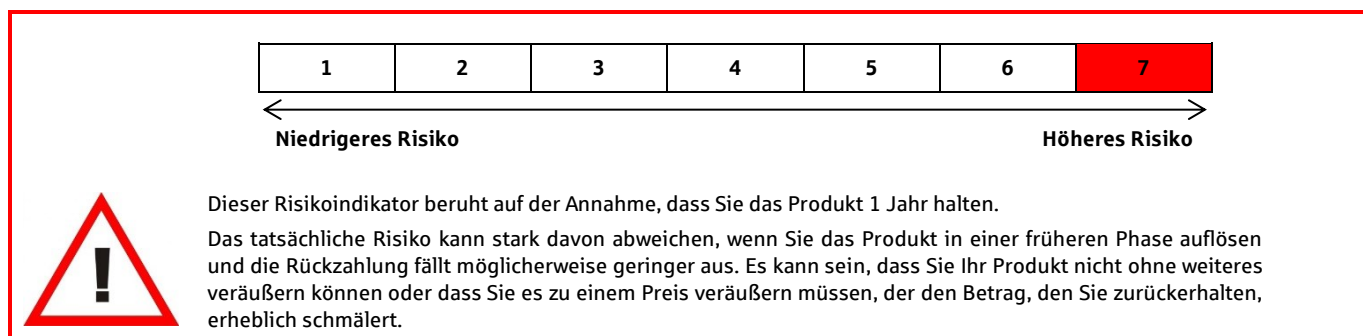 1 2 3 4 5 6 7
Niedrigeres Risiko Höheres Risiko
Dieser Risikoindikator beruht auf der Annahme, dass Sie das Produkt 1 Jahr halten.
Das tatsächliche Risiko kann stark davon abweichen, wenn Sie das Produkt in einer früheren Phase auflösen
und die Rückzahlung fällt möglicherweise geringer aus. Es kann sein, dass Sie Ihr Produkt nicht ohne weiteres
veräußern können oder dass Sie es zu einem Preis veräußern müssen, der den Betrag, den Sie zurückerhalten,
erheblich schmälert.
!